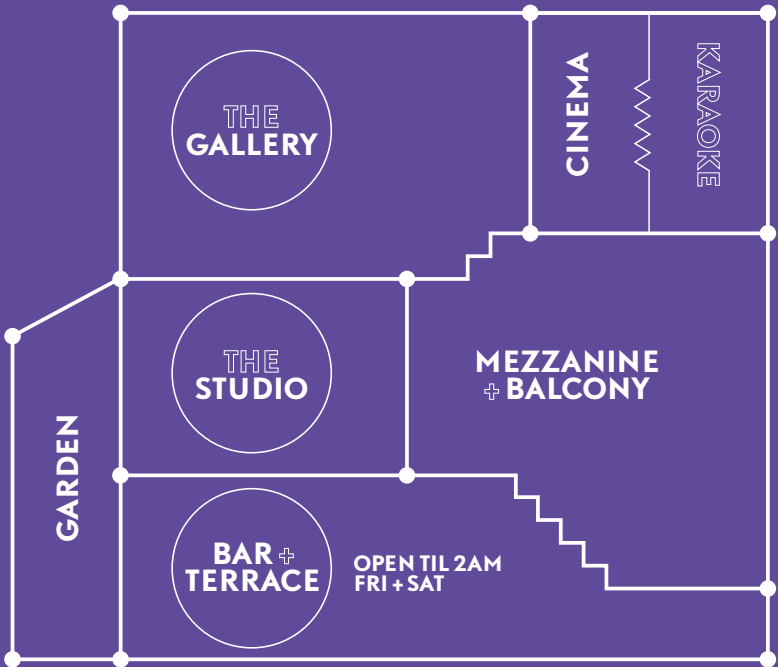 THE
GALLERY
CINEMA
KARAOKE
THE
STUDIO
MEZZANINE
+ BALCONY
GARDEN
BAR +
TERRACE
OPEN TIL 2AM
FRI + SAT